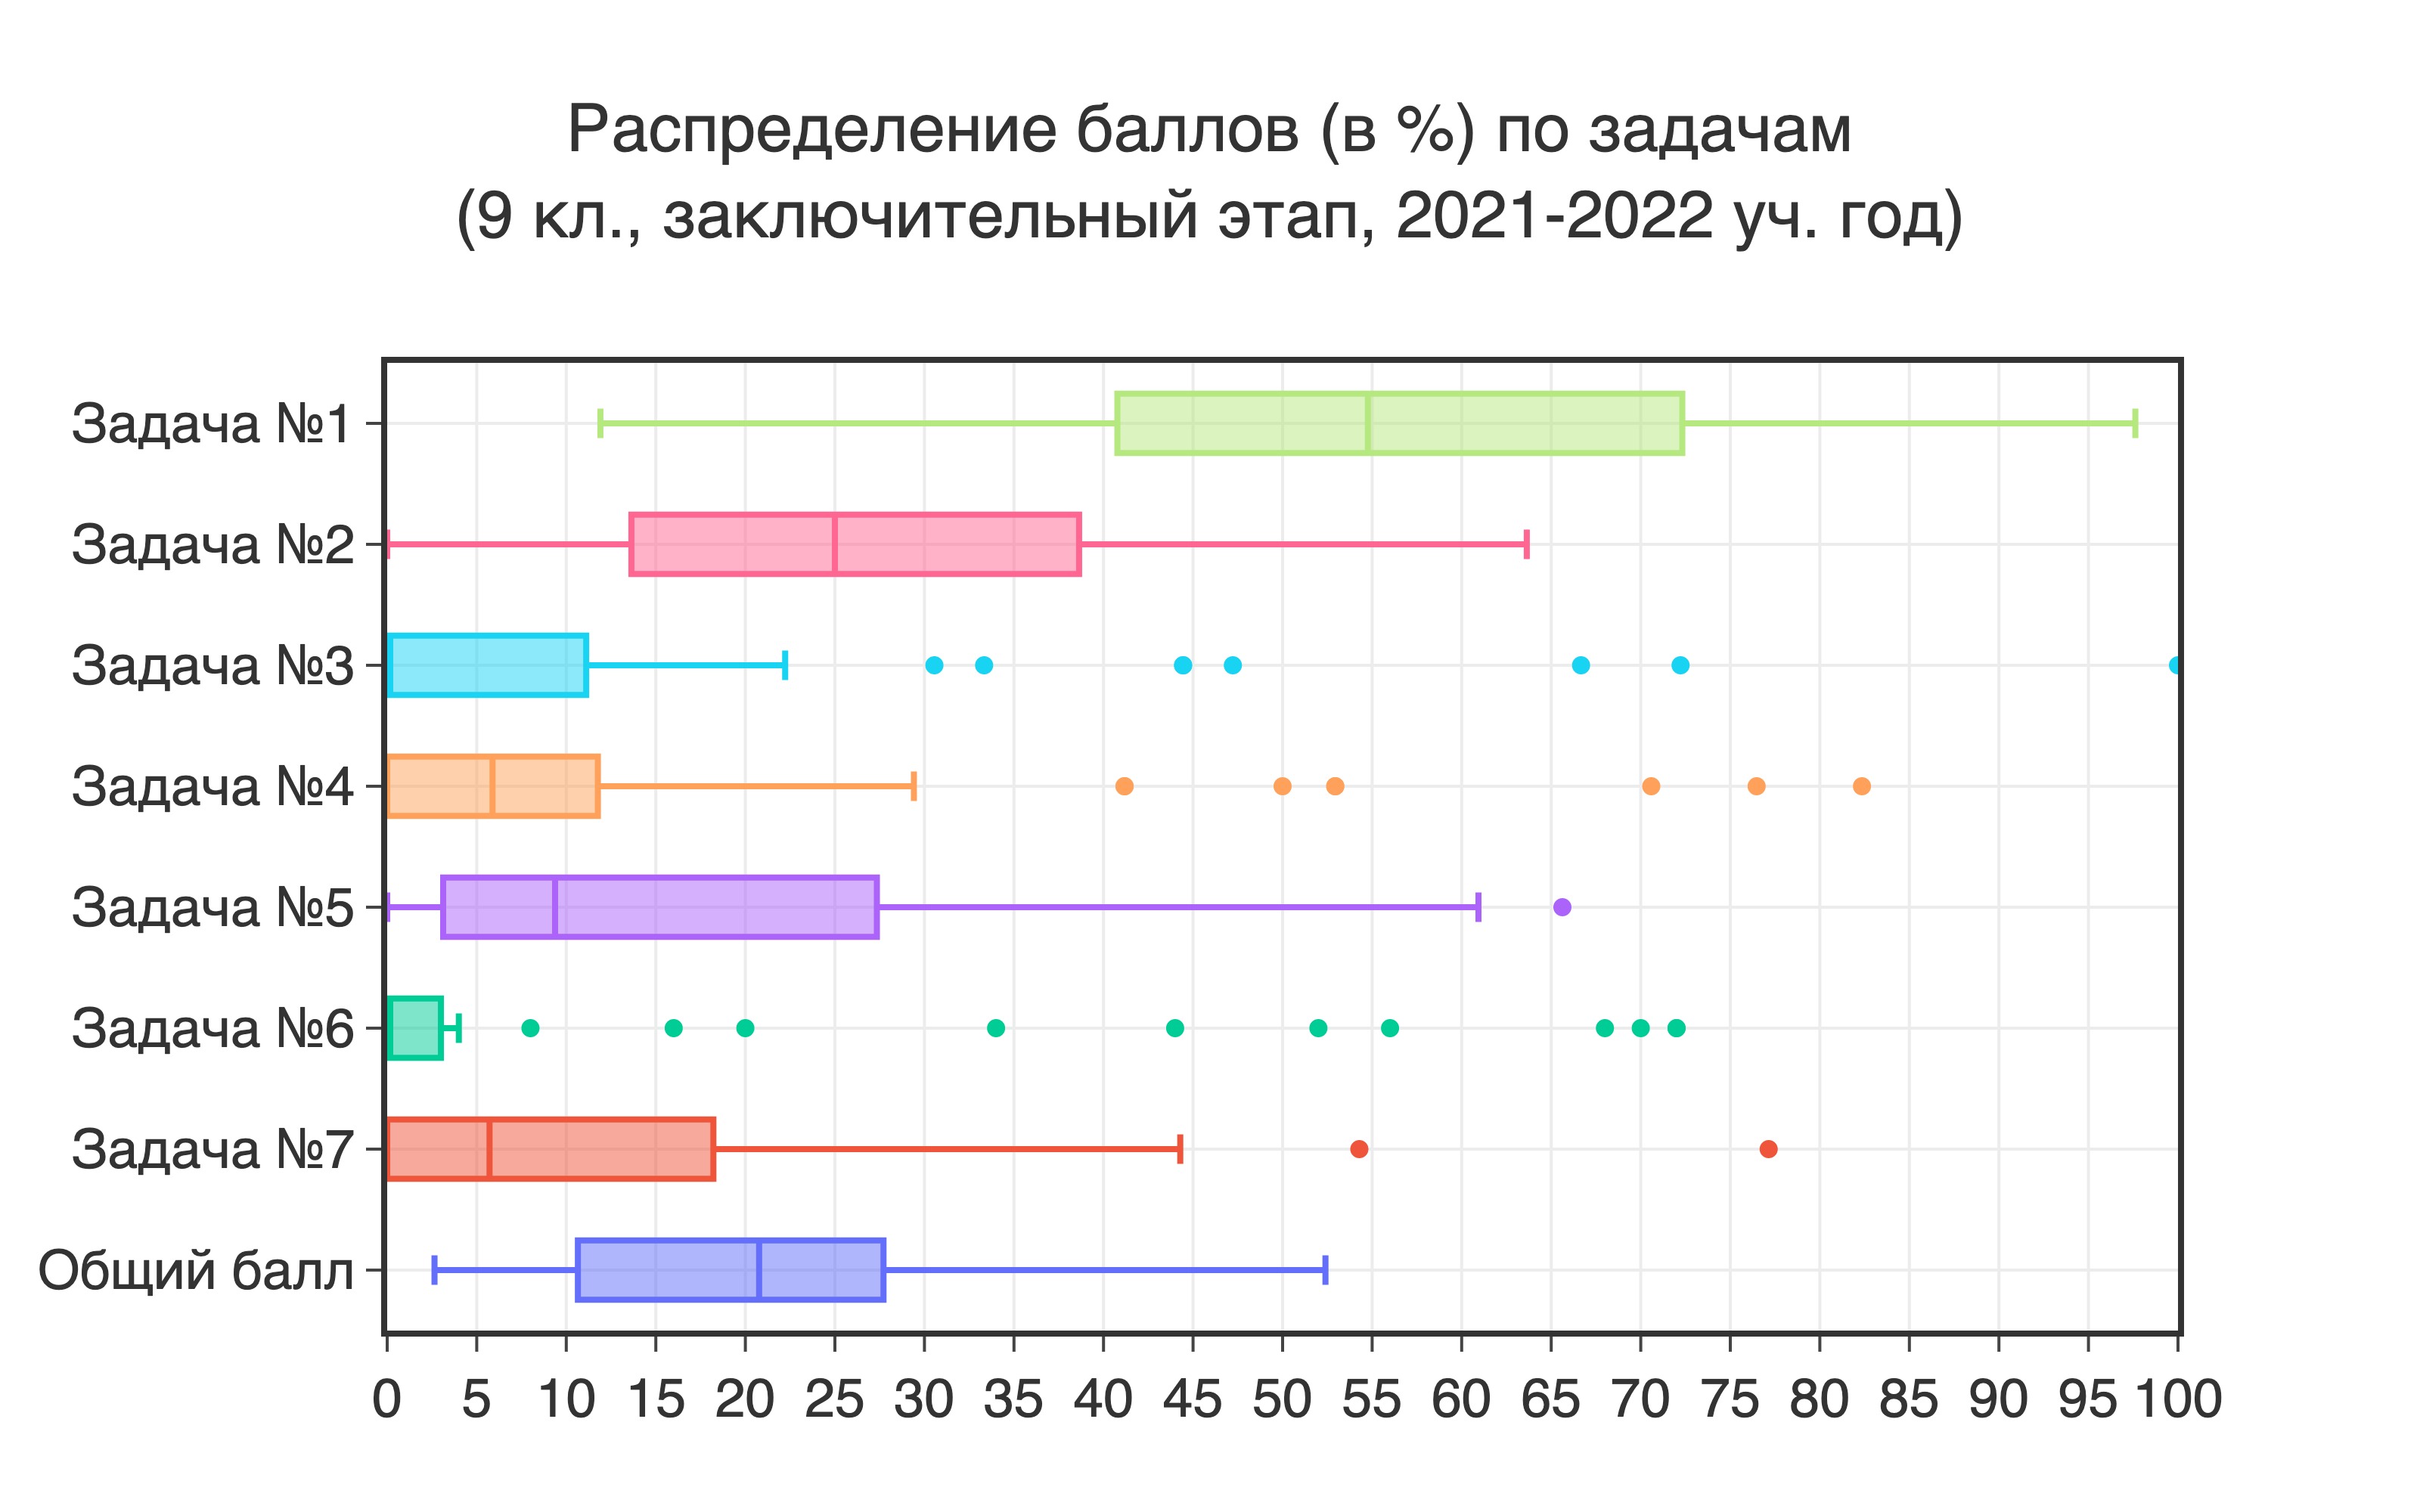 Распределение баллов (в %) по задачам
(9 кл., заключительный этап, 2021-2022 уч. год)
Задача №1
Задача №2
Задача №3
Задача №4
Задача №5
Задача №6
Задача №7
Общий балл
0 5 10 15 20 25 30 35 40 45 50 55 60 65 70 75 80 85 90 95 100